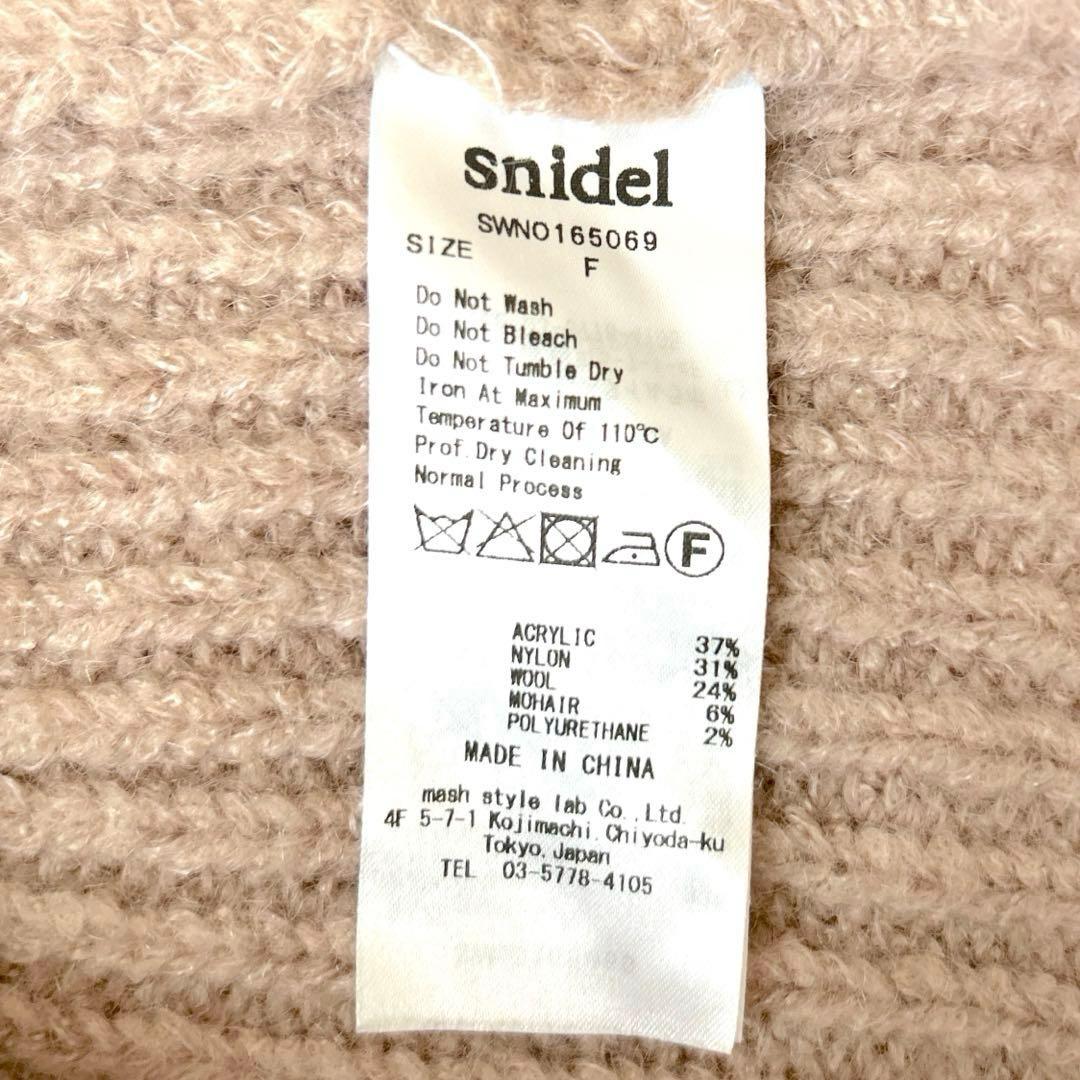 snidel
SWNO165069
SIZE F
Do Not Wash
Do Not Bleach
Do Not Tumble Dry
Iron At Maximum
Temperature Of 110℃
Prof.Dry Cleaning
Normal Process
F
ACRYLIC 37%
NYLON 31%
WOOL 24%
MOHAIR 6%
POLYURETHANE 2%
MADE IN CHINA
mash style lab Co.,Ltd.
4F 5-7-1 Kojimachi.Chiyoda-ku
Tokyo,Japan
TEL 03-5778-4105